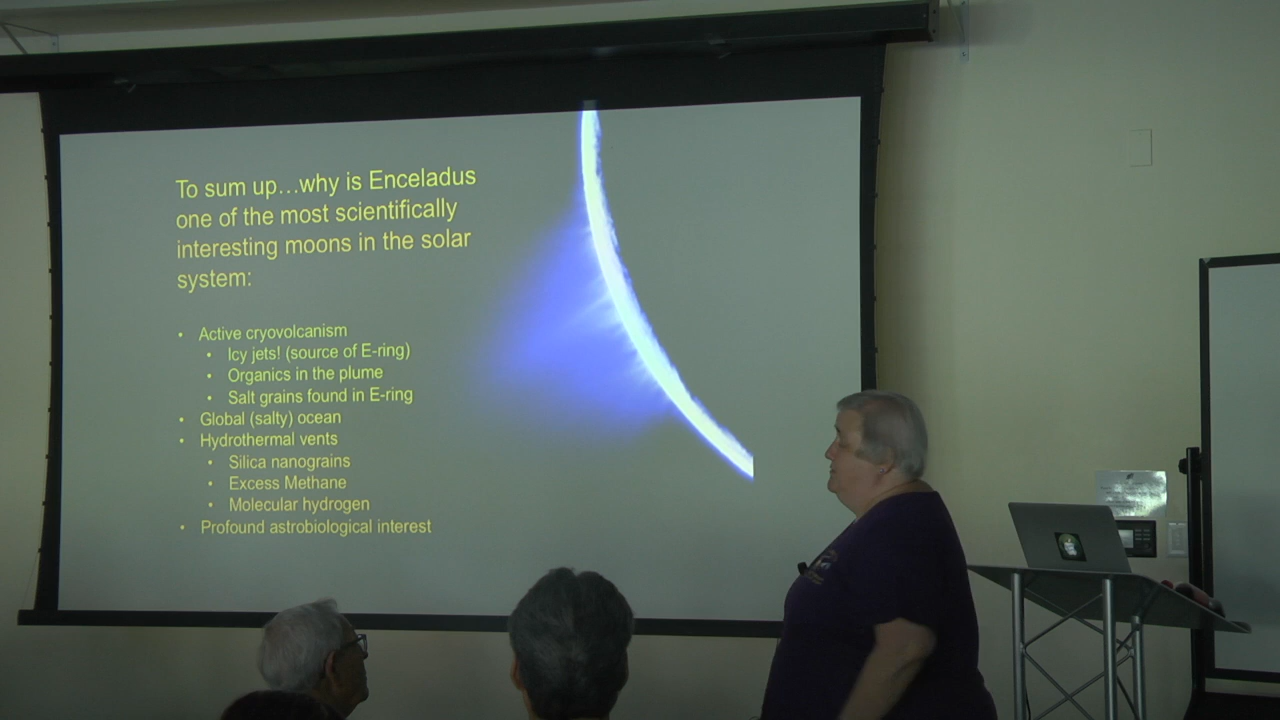 To sum up...why is Enceladus
one of the most scientifically
interesting moons in the solar
system:
• Active cryovolcanism
• Icy jets! (source of E-ring)
• Organics in the plume
• Salt grains found in E-ring
• Global (salty) ocean
• Hydrothermal vents
• Silica nanograins
• Excess Methane
• Molecular hydrogen
• Profound astrobiological interest